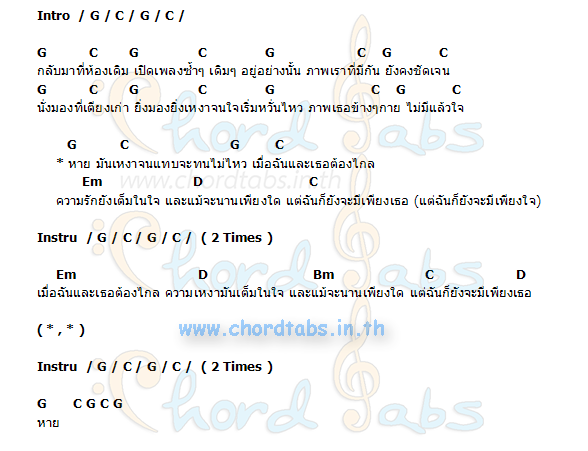 Intro / G / C / G / C /
G C G C G C G C
กลับมาที่ห้องเดิม เปิดเพลงซ้ำๆ เดิมๆ อยู่อย่างนั้น ภาพเราที่มีกัน ยังคงชัดเจน
G C G C G C G C
นั่งมองที่เตียงเก่า ยิ่งมองยิ่งเหงาจนใจเริ่มหวั่นไหว ภาพเธอข้างๆกาย ไม่มีแล้วใจ
G C G C
* หาย มันเหงาจนแทบจะทนไม่ไหว เมื่อฉันและเธอต้องไกล
www.chordtabs.in.th
Em D C
ความรักยังเต็มในใจ และแม้จะนานเพียงใด แต่ฉันก็ยังจะมีเพียงเธอ (แต่ฉันก็ยังจะมีเพียงใจ)
Instru / G / C / G / C / ( 2 Times )
Em D Bm C D
เมื่อฉันและเธอต้องไกล ความเหงามันเต็มในใจ และแม้จะนานเพียงใด แต่ฉันก็ยังจะมีเพียงเธอ
( * , * )
www.chordtabs.in.th
Instru / G / C / G / C / ( 2 Times )
G C G C G
หาย
Chord Tabs
Chord Tabs